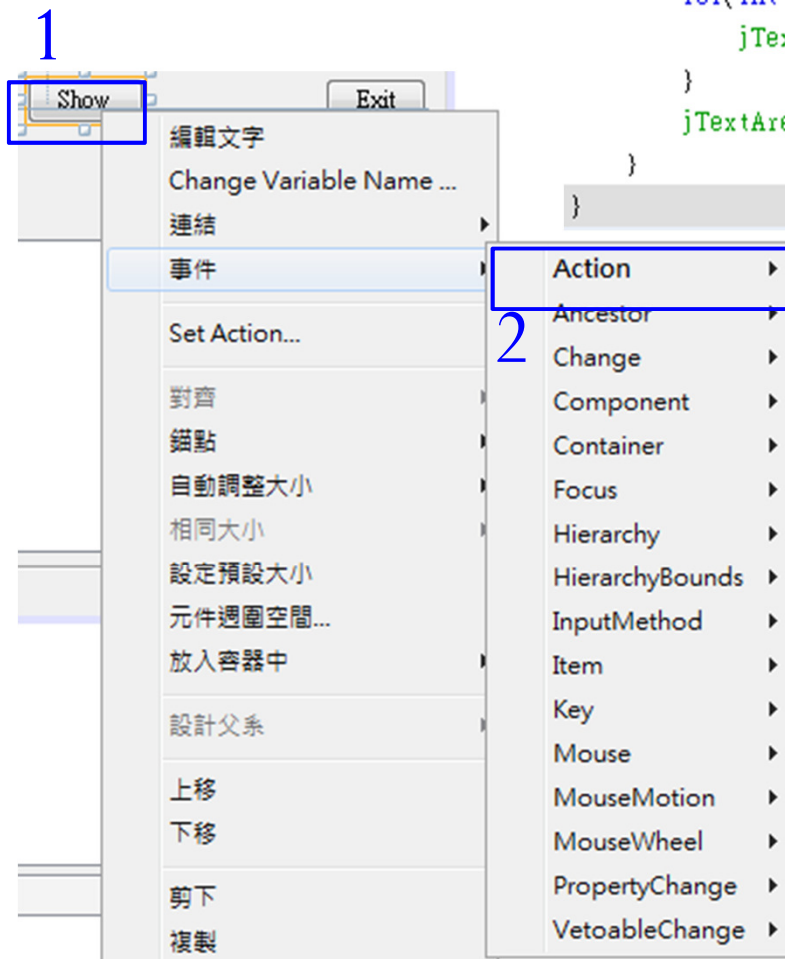 1
jTex
}
jTextAre
}
}
Show
Exit
編輯文字
Change Variable Name ...
連結
事件
Set Action...
對齊
錨點
自動調整大小
相同大小
設定預設大小
元件週圍空間...
放入容器中
設計父系
上移
下移
剪下
複製
2
Action
Ancestor
Change
Component
Container
Focus
Hierarchy
HierarchyBounds
InputMethod
Item
Key
Mouse
MouseMotion
MouseWheel
PropertyChange
VetoableChange